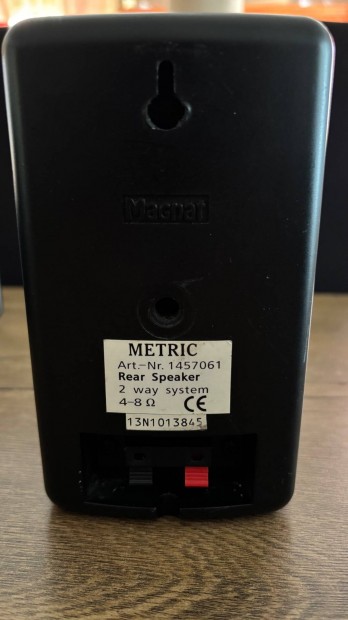 Magnat
METRIC
Art.-Nr. 1457061
Rear Speaker
2 way system
4-8 Ω CE
13N1013845